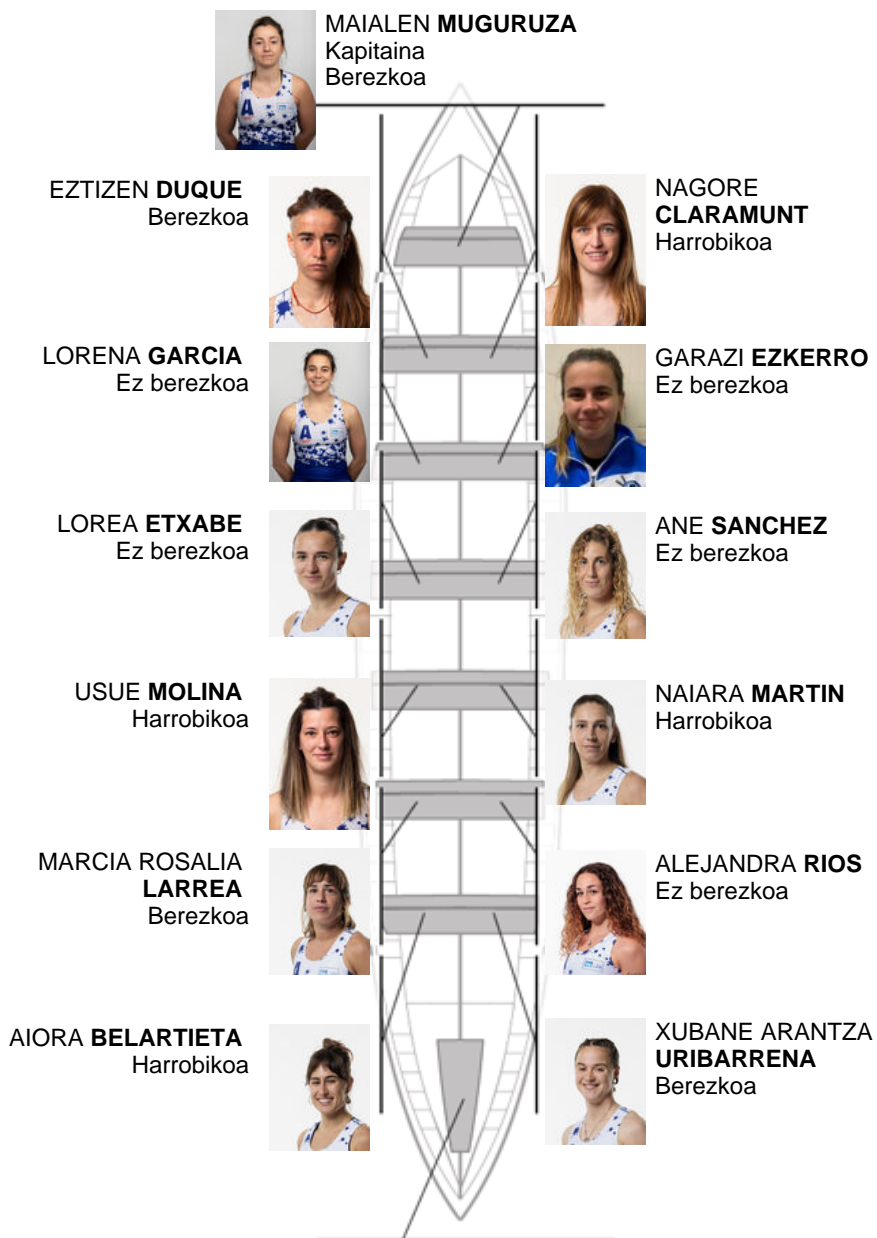 MAIALEN MUGURUZA
Kapitaina
Berezkoa
EZTIZEN DUQUE
Berezkoa
NAGORE
CLARAMUNT
Harrobikoa
LORENA GARCIA
Ez berezkoa
GARAZI EZKERRO
Ez berezkoa
LOREA ETXABE
Ez berezkoa
ANE SANCHEZ
Ez berezkoa
USUE MOLINA
Harrobikoa
NAIARA MARTIN
Harrobikoa
MARCIA ROSALIA
LARREA
Berezkoa
ALEJANDRA RIOS
Ez berezkoa
AIORA BELARTIETA
Harrobikoa
XUBANE ARANTZA
URIBARRENA
Berezkoa